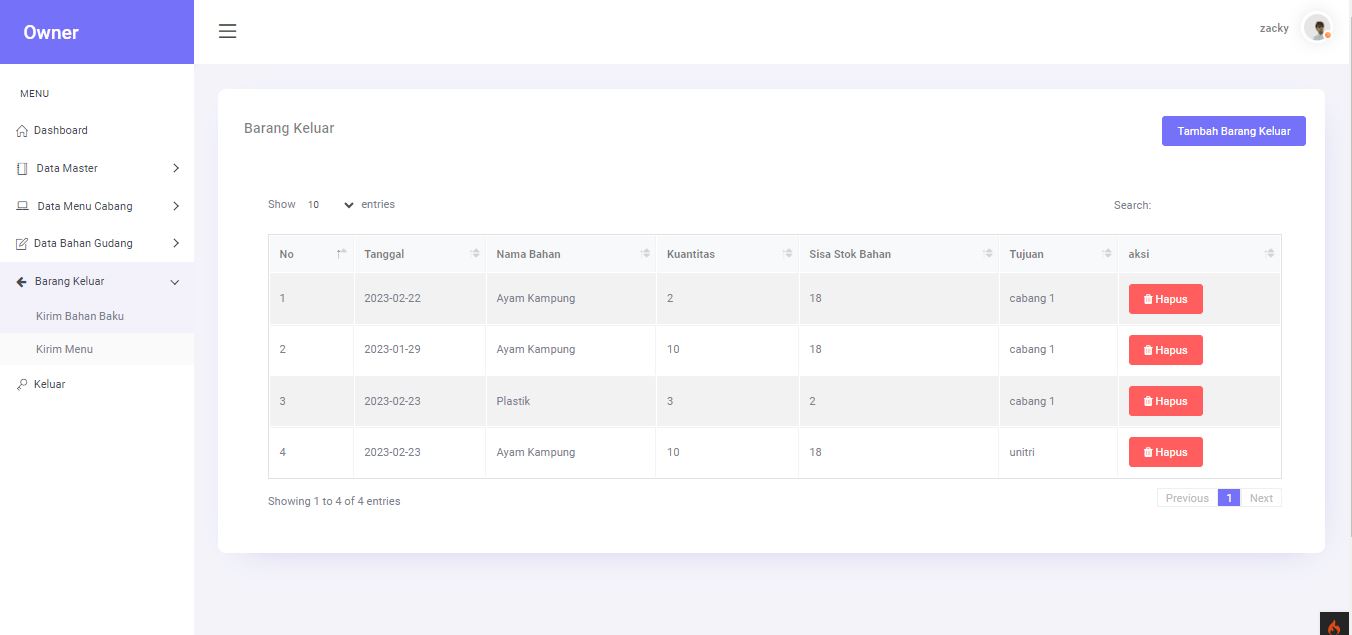 Owner
zacky
MENU
Dashboard
Data Master
Data Menu Cabang
Data Bahan Gudang
Barang Keluar
Kirim Bahan Baku
Kirim Menu
Keluar
Barang Keluar
Tambah Barang Keluar
Show 10 entries
Search:
No Tanggal Nama Bahan Kuantitas Sisa Stok Bahan Tujuan aksi
1 2023-02-22 Ayam Kampung 2 18 cabang 1 Hapus
2 2023-01-29 Ayam Kampung 10 18 cabang 1 Hapus
3 2023-02-23 Plastik 3 2 cabang 1 Hapus
4 2023-02-23 Ayam Kampung 10 18 unitri Hapus
Showing 1 to 4 of 4 entries
Previous 1 Next